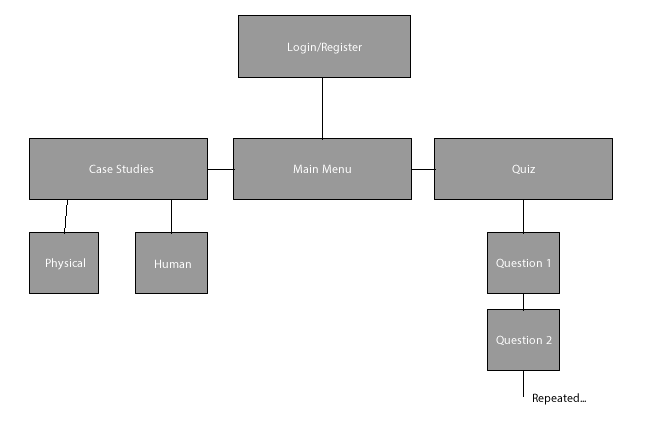 Login/Register
Case Studies
Main Menu
Quiz
Physical
Human
Question 1
Question 2
Repeated...